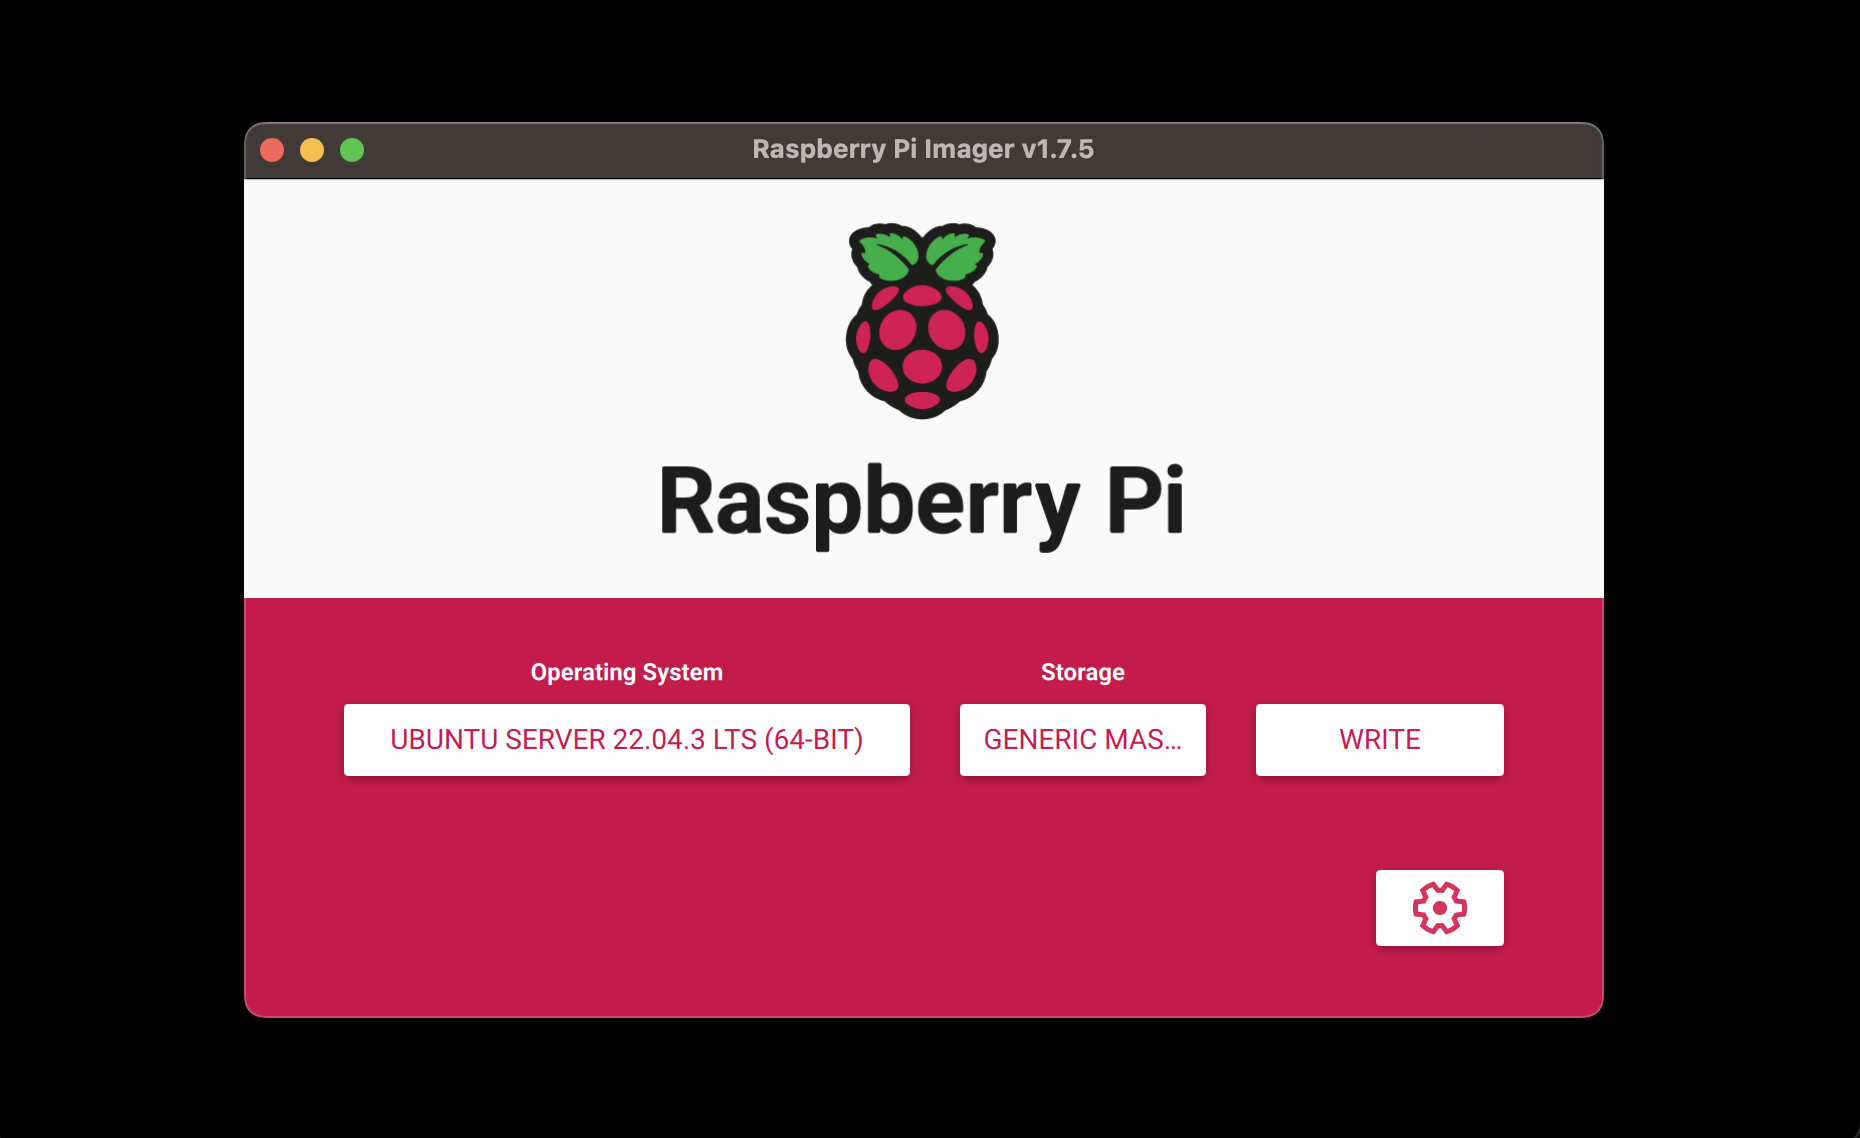 Raspberry Pi Imager v1.7.5
Raspberry Pi
Operating System
Storage
UBUNTU SERVER 22.04.3 LTS (64-BIT)
GENERIC MAS...
WRITE